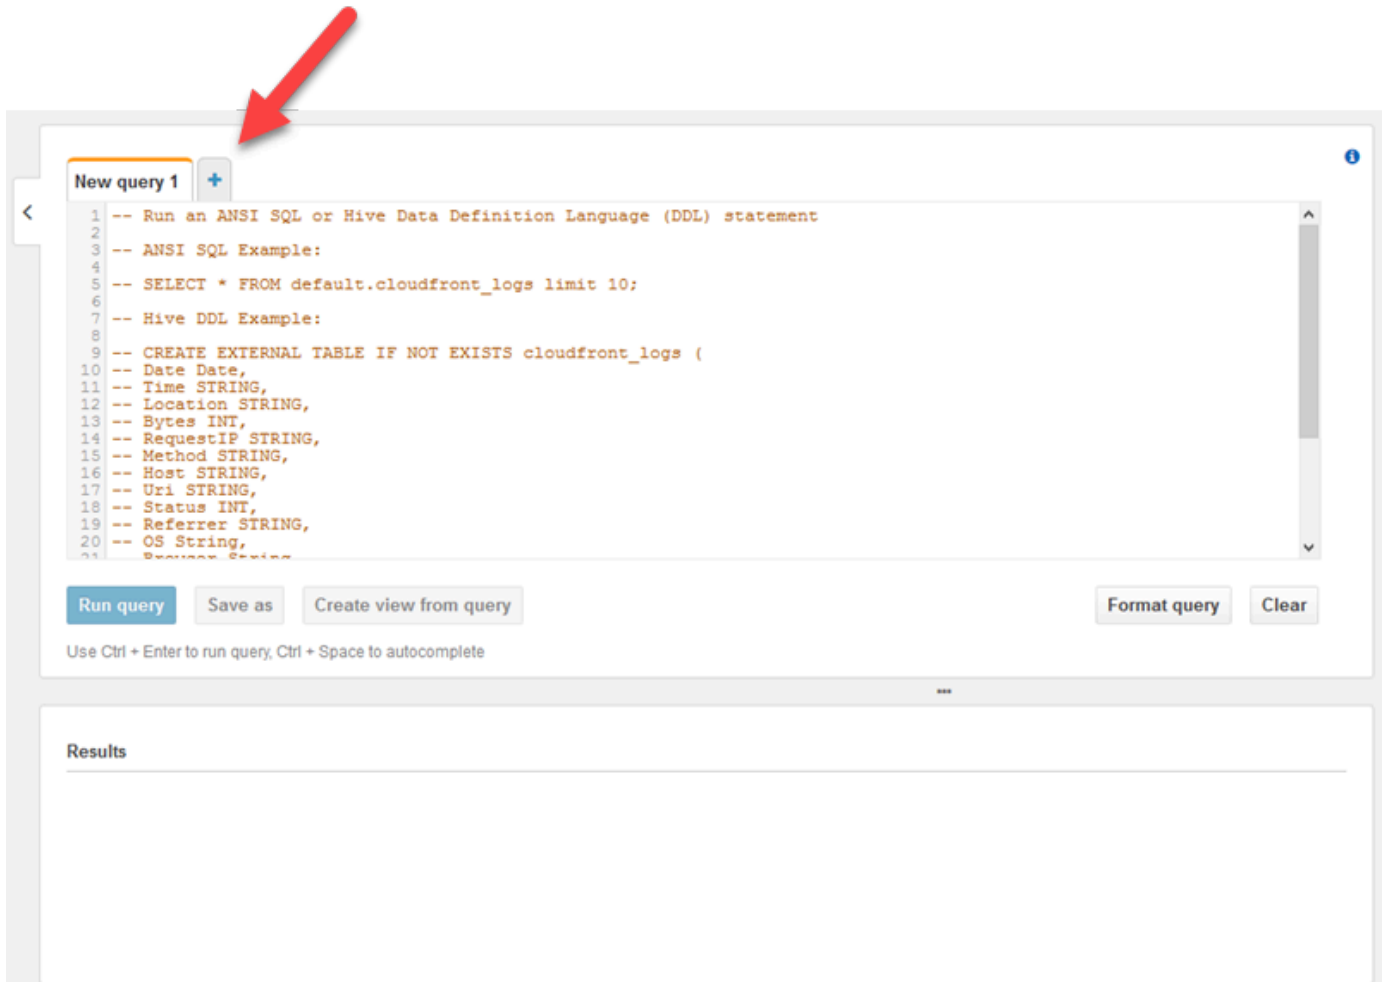 New query 1 +
1 -- Run an ANSI SQL or Hive Data Definition Language (DDL) statement
2
3 -- ANSI SQL Example:
4
5 -- SELECT * FROM default.cloudfront_logs limit 10;
6
7 -- Hive DDL Example:
8
9 -- CREATE EXTERNAL TABLE IF NOT EXISTS cloudfront_logs (
10 -- Date Date,
11 -- Time STRING,
12 -- Location STRING,
13 -- Bytes INT,
14 -- RequestIP STRING,
15 -- Method STRING,
16 -- Host STRING,
17 -- Uri STRING,
18 -- Status INT,
19 -- Referrer STRING,
20 -- OS String,
21 -- Browser String
Run query Save as Create view from query Format query Clear
Use Ctrl + Enter to run query, Ctrl + Space to autocomplete
Results